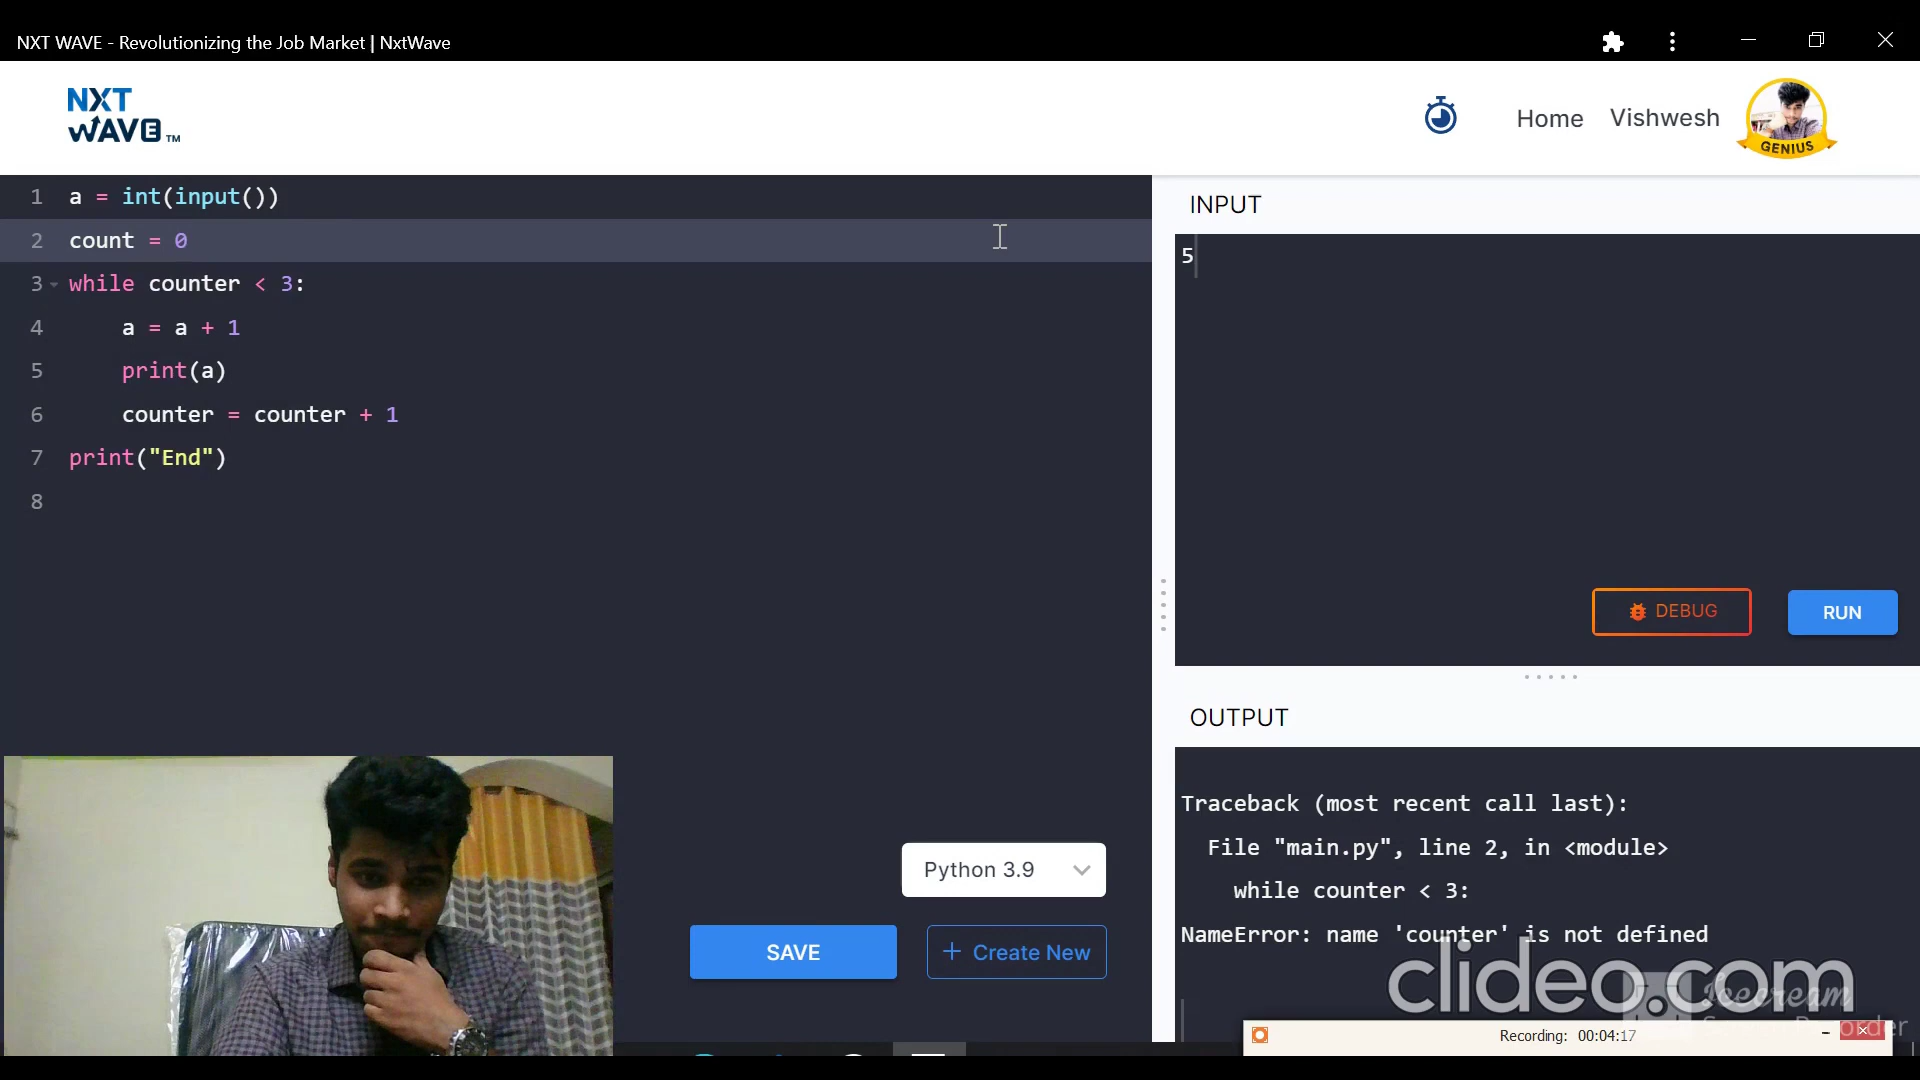 NXT WAVE - Revolutionizing the Job Market | NxtWave
NXT
WAVE TM
Home Vishwesh
GENIUS
1 a = int(input())
2 count = 0
3 while counter < 3:
4 a = a + 1
5 print(a)
6 counter = counter + 1
7 print("End")
8
Python 3.9
SAVE
+ Create New
INPUT
5
DEBUG
RUN
OUTPUT
Traceback (most recent call last):
File "main.py", line 2, in <module>
while counter < 3:
NameError: name 'counter' is not defined
clideo.com
Icecream
Recording: 00:04:17